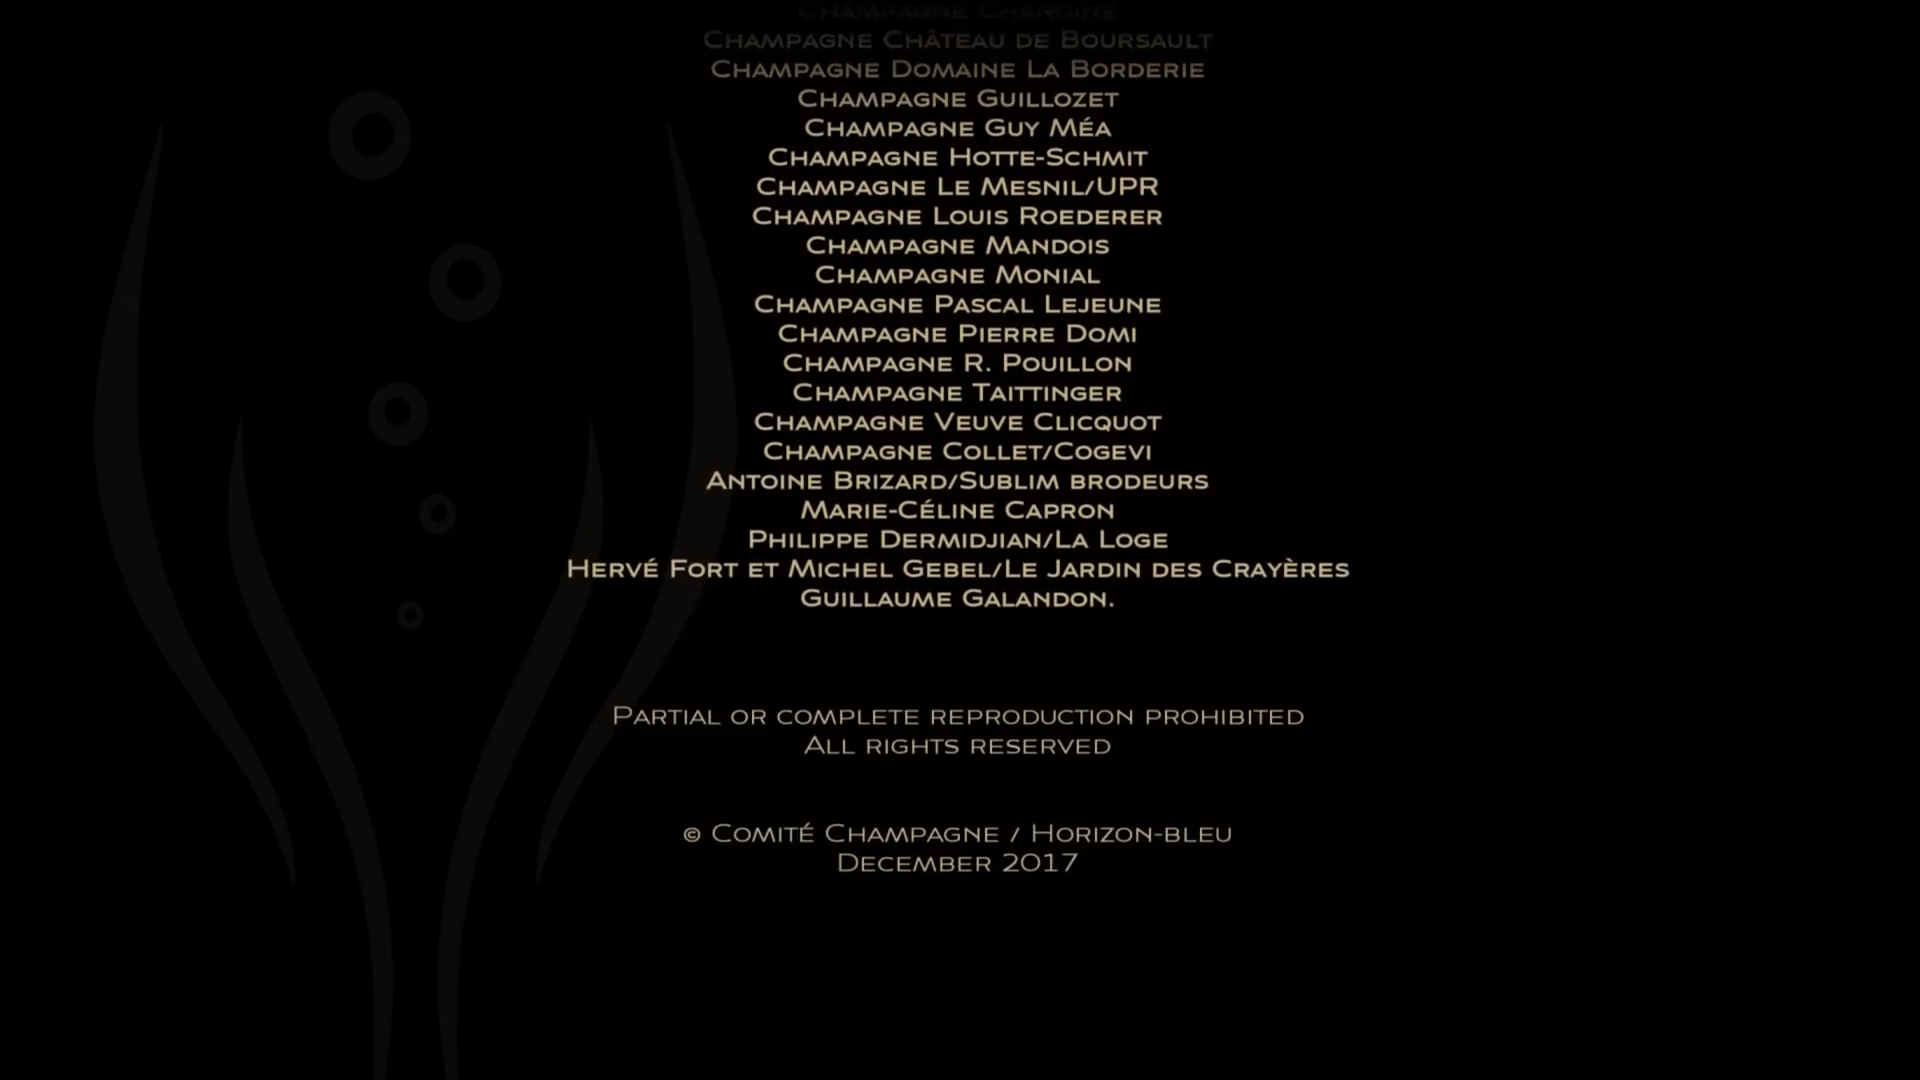 Champagne Château de Boursault
Champagne Domaine La Borderie
Champagne Guillozet
Champagne Guy Méa
Champagne Hotte-Schmit
Champagne Le Mesnil/UPR
Champagne Louis Roederer
Champagne Mandois
Champagne Monial
Champagne Pascal Lejeune
Champagne Pierre Domi
Champagne R. Pouillon
Champagne Taittinger
Champagne Veuve Clicquot
Champagne Collet/Cogevi
Antoine Brizard/Sublim brodeurs
Marie-Céline Capron
Philippe Dermidjian/La Loge
Hervé Fort et Michel Gebel/Le Jardin des Crayères
Guillaume Galandon.
Partial or complete reproduction prohibited
All rights reserved
© Comité Champagne / Horizon-bleu
December 2017